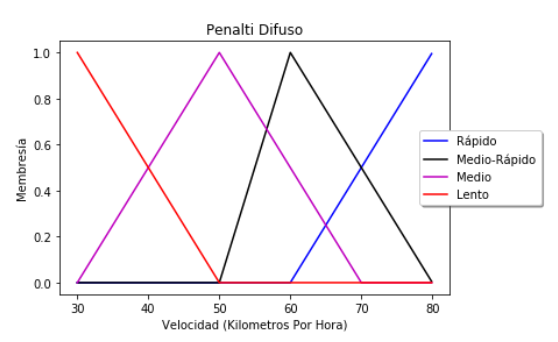 Penalti Difuso
1.0
0.8
0.6
0.4
0.2
0.0
Membresía
30 40 50 60 70 80
Velocidad (Kilometros Por Hora)
Rápido
Medio-Rápido
Medio
Lento